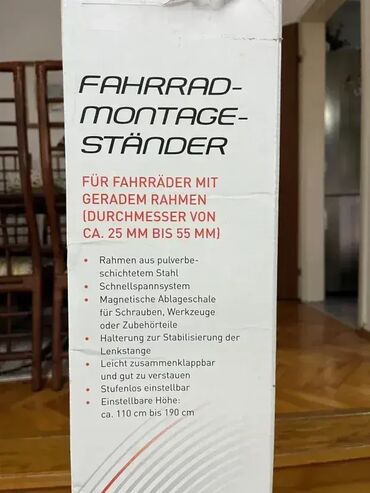 FAHRRAD-
MONTAGE-
STÄNDER
FÜR FAHRRÄDER MIT
GERADEM RAHMEN
(DURCHMESSER VON
CA. 25 MM BIS 55 MM)
• Rahmen aus pulverbe-
schichtetem Stahl
• Schnellspannsystem
• Magnetische Ablageschale
für Schrauben, Werkzeuge
oder Zubehörteile
• Halterung zur Stabilisierung der
Lenkstange
• Leicht zusammenklappbar
und gut zu verstauen
• Stufenlos einstellbar
• Einstellbare Höhe:
ca. 110 cm bis 190 cm